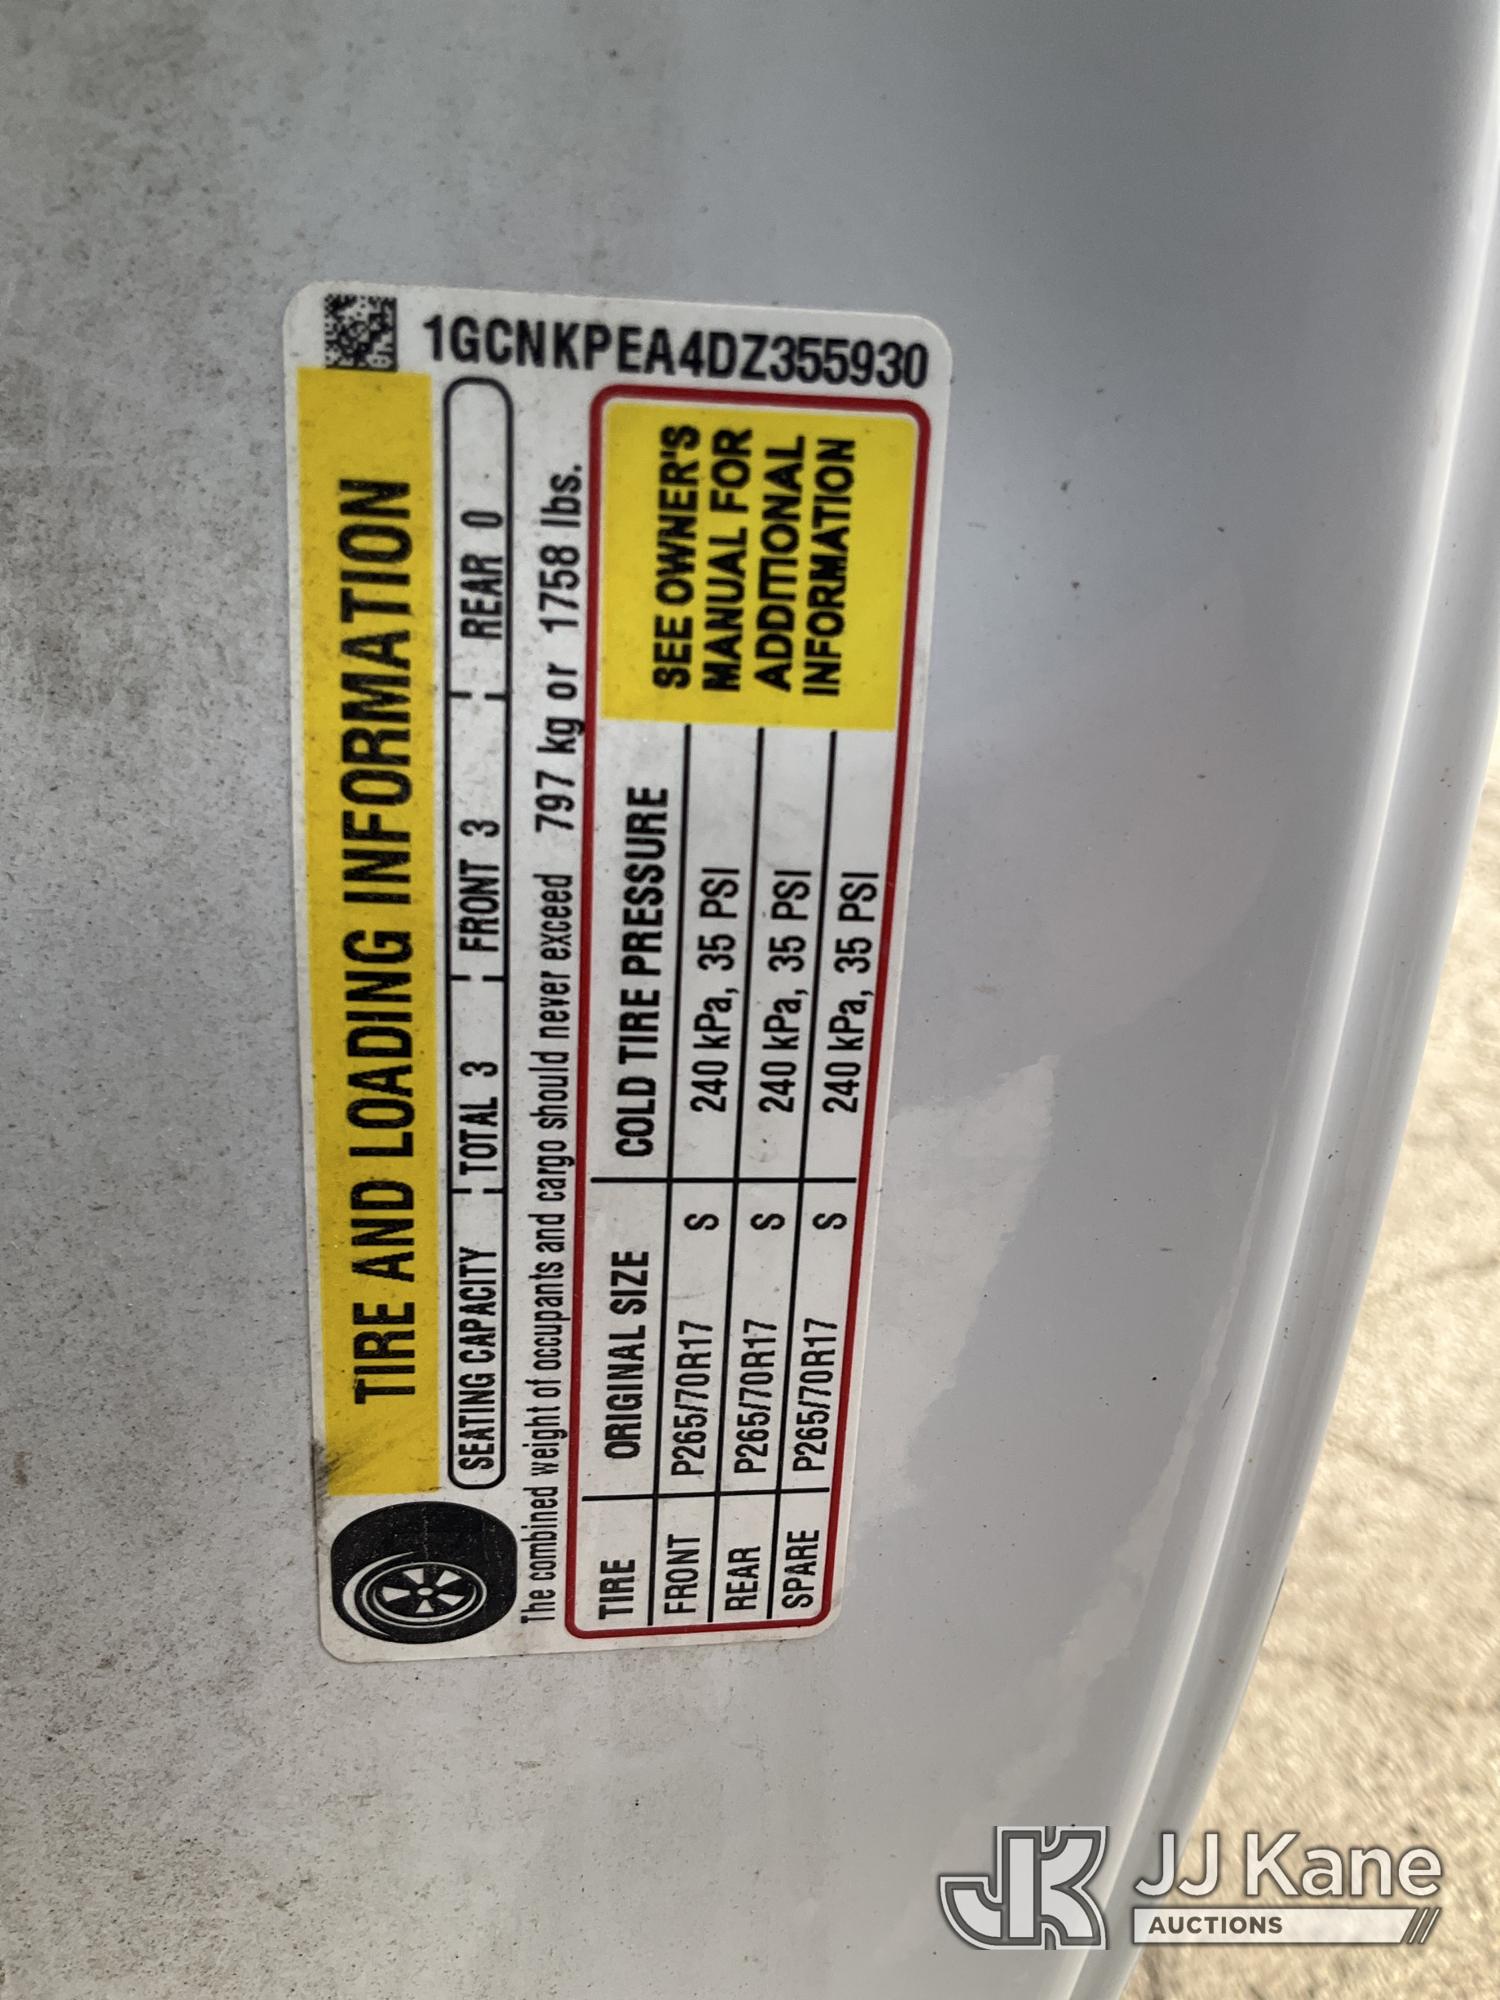 TIRE AND LOADING INFORMATION
1GCNKPEA4DZ355930
SEATING CAPACITY TOTAL 3 FRONT 3 REAR 0
The combined weight of occupants and cargo should never exceed 797 kg or 1758 lbs.
TIRE ORIGINAL SIZE COLD TIRE PRESSURE
FRONT P265/70R17 S 240 kPa, 35 PSI
REAR P265/70R17 S 240 kPa, 35 PSI
SPARE P265/70R17 S 240 kPa, 35 PSI
SEE OWNER'S
MANUAL FOR
ADDITIONAL
INFORMATION
JK JJ Kane
AUCTIONS